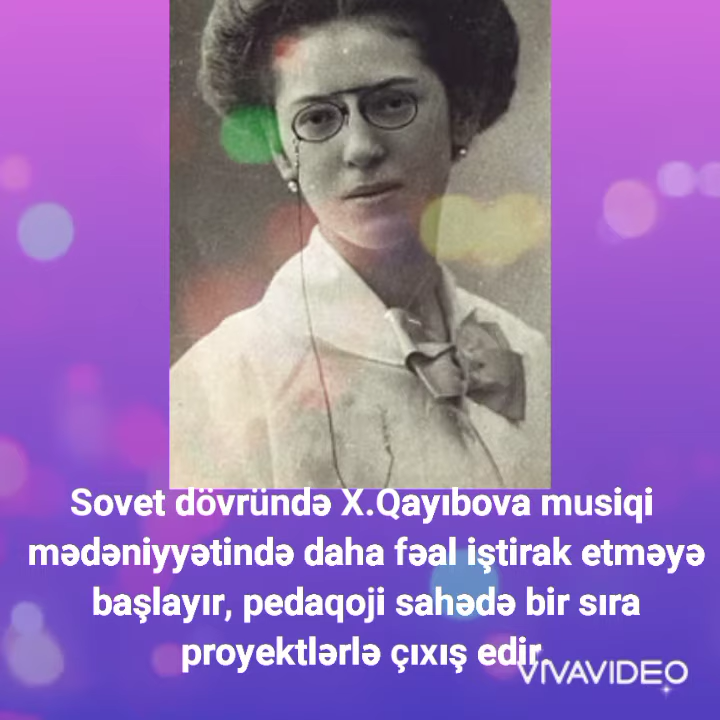 Sovet dövründə X.Qayıbova musiqi
mədəniyyətində daha fəal iştirak etməyə
başlayır, pedaqoji sahədə bir sıra
proyektlərlə çıxış edir
VIVAVIDEO